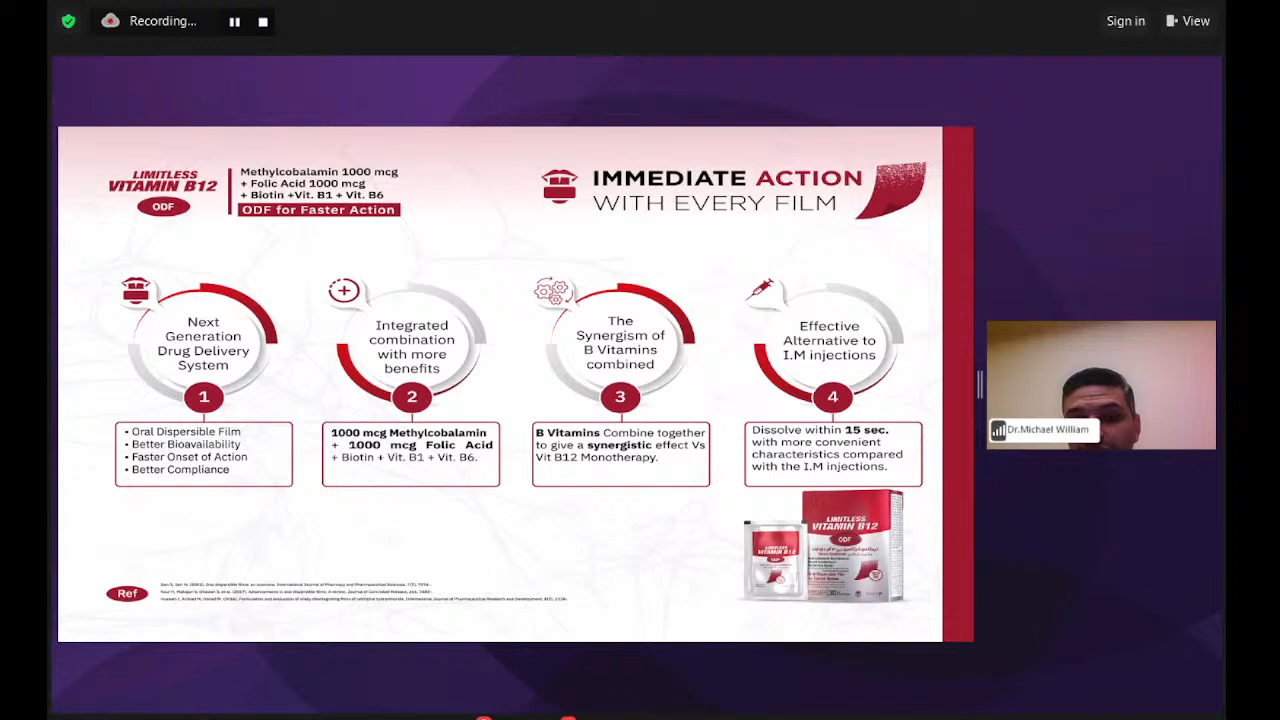 Recording...
Sign in
View
LIMITLESS
VITAMIN B12
ODF
Methylcobalamin 1000 mcg
+ Folic Acid 1000 mcg
+ Biotin +Vit. B1 + Vit. B6
ODF for Faster Action
IMMEDIATE ACTION
WITH EVERY FILM
Next
Generation
Drug Delivery
System
1
• Oral Dispersible Film
• Better Bioavailability
• Faster Onset of Action
• Better Compliance
Integrated
combination
with more
benefits
2
1000 mcg Methylcobalamin
+ 1000 mcg Folic Acid
+ Biotin + Vit. B1 + Vit. B6.
The
Synergism of
B Vitamins
combined
3
B Vitamins Combine together
to give a synergistic effect Vs
Vit B12 Monotherapy.
Effective
Alternative to
I.M injections
4
Dissolve within 15 sec.
with more convenient
characteristics compared
with the I.M injections.
LIMITLESS
VITAMIN B12
ODF
LIMITLESS
VITAMIN B12
ODF
Ref
Dr.Michael William